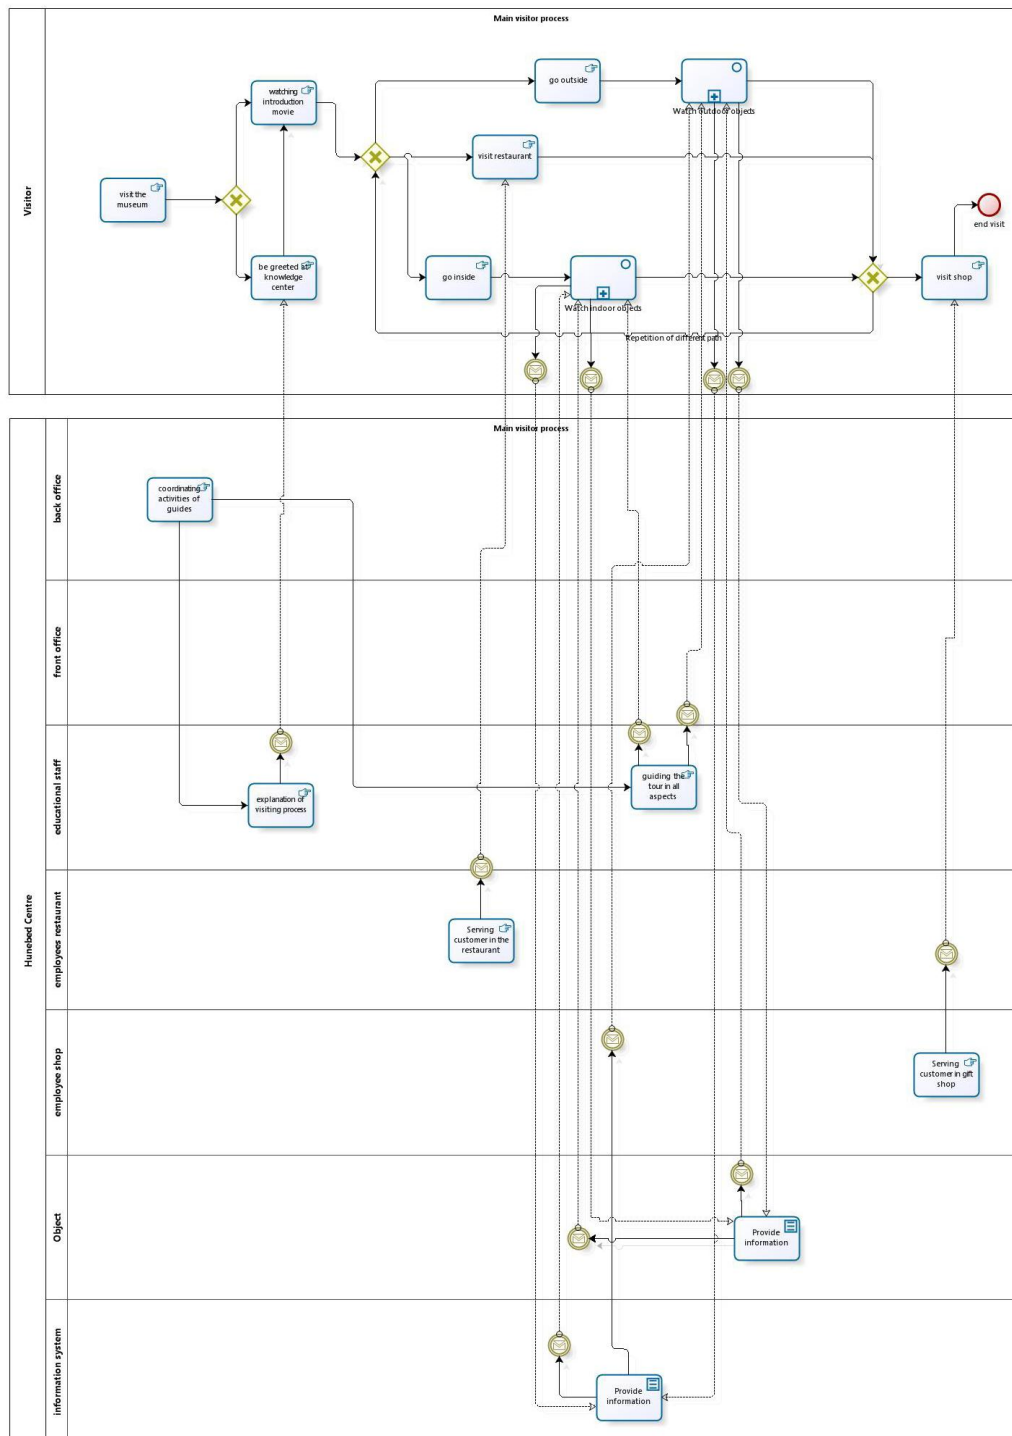 Main visitor process
Visitor
watching
introduction
movie
go outside
Watch outdoor objects
visit restaurant
visit the
museum
end visit
be greeted at
knowledge
center
go inside
Watch indoor objects
visit shop
Repetition of different path
Main visitor process
Hunebed Centre
back office
coordinating
activities of
guides
front office
educational staff
guiding the
tour in all
aspects
explanation of
visiting process
employees restaurant
Serving
customer in the
restaurant
employee shop
Serving
customer in gift
shop
Object
Provide
information
information system
Provide
information